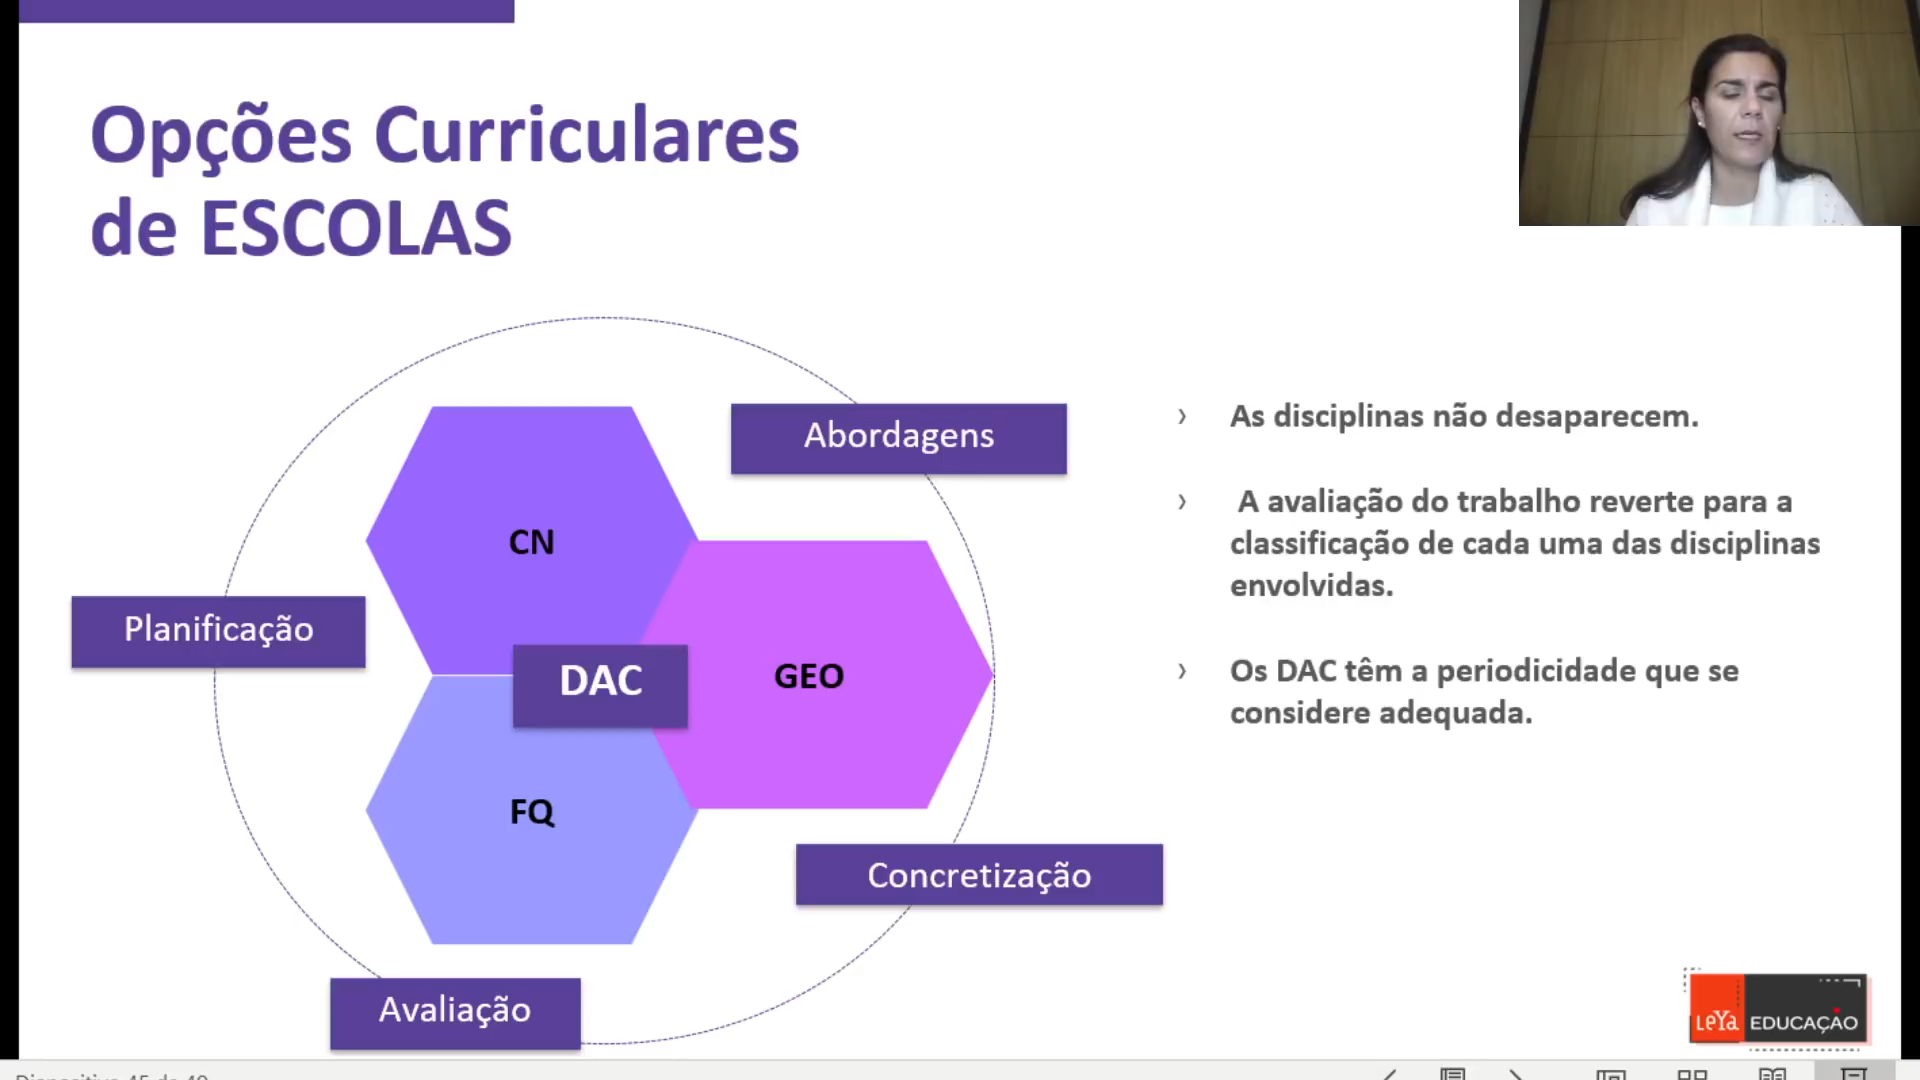 Opções Curriculares
de ESCOLAS
Abordagens
CN
Planificação
DAC
GEO
FQ
Concretização
Avaliação
› As disciplinas não desaparecem.
› A avaliação do trabalho reverte para a
classificação de cada uma das disciplinas
envolvidas.
› Os DAC têm a periodicidade que se
considere adequada.
LeYa EDUCAÇÃO